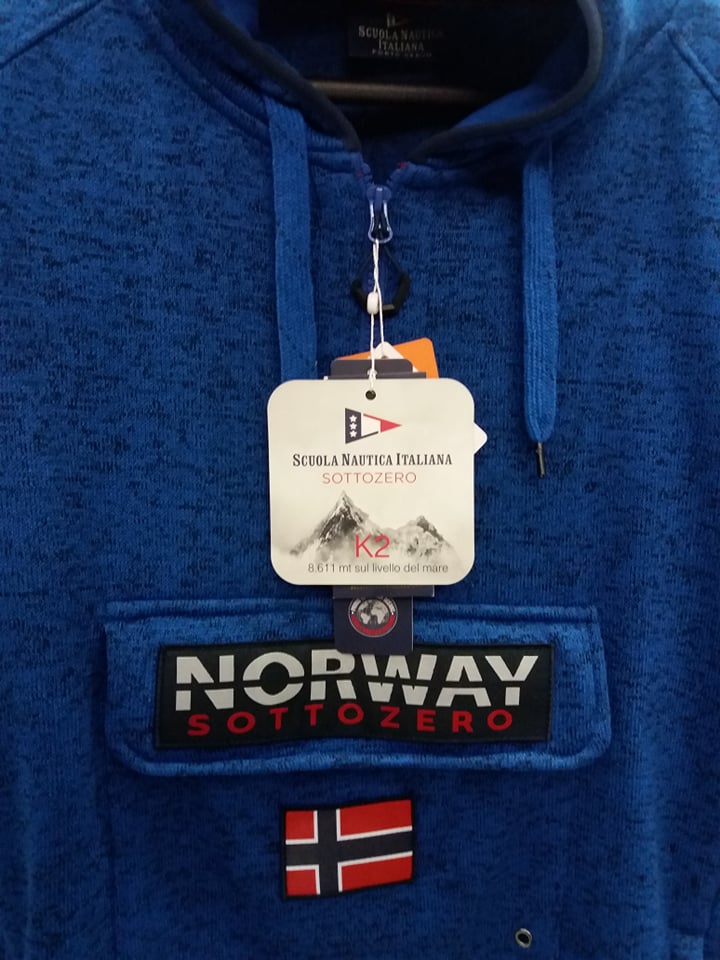 SCUOLA NAUTICA
ITALIANA
SCUOLA NAUTICA ITALIANA
SOTTOZERO
K2
8.611 mt sul livello del mare
NORWAY
SOTTOZERO